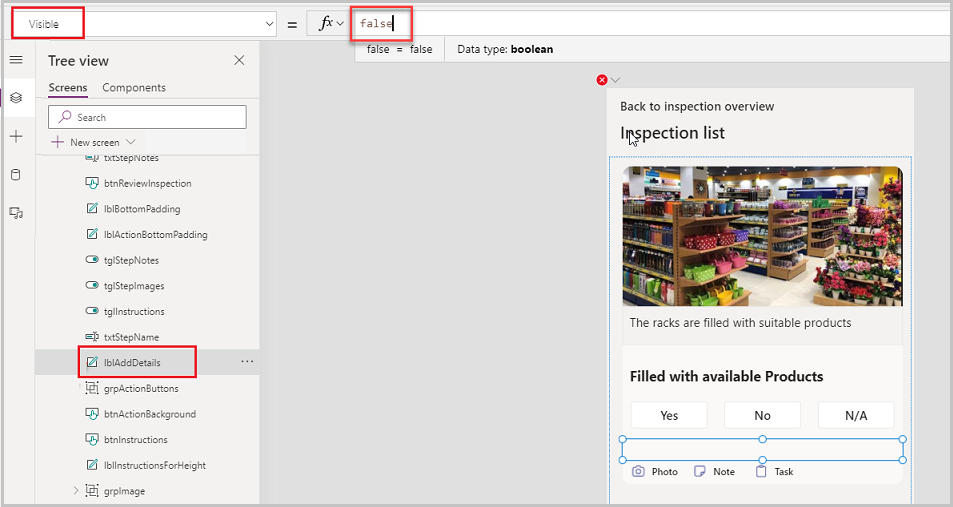 Visible = fx false
false = false Data type: boolean
Tree view
Screens Components
Search
New screen
txtStepNotes
btnReviewInspection
lblBottomPadding
lblActionBottomPadding
tglStepNotes
tglStepImages
tglInstructions
txtStepName
lblAddDetails
grpActionButtons
btnActionBackground
btnInstructions
lblInstructionsForHeight
grpImage
Back to inspection overview
Inspection list
The racks are filled with suitable products
Filled with available Products
Yes No N/A
Photo Note Task